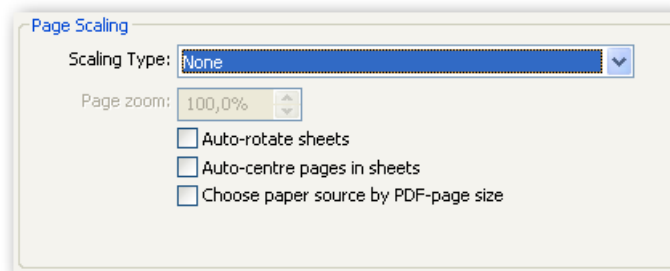 Page Scaling
Scaling Type: None
Page zoom: 100,0%
Auto-rotate sheets
Auto-centre pages in sheets
Choose paper source by PDF-page size